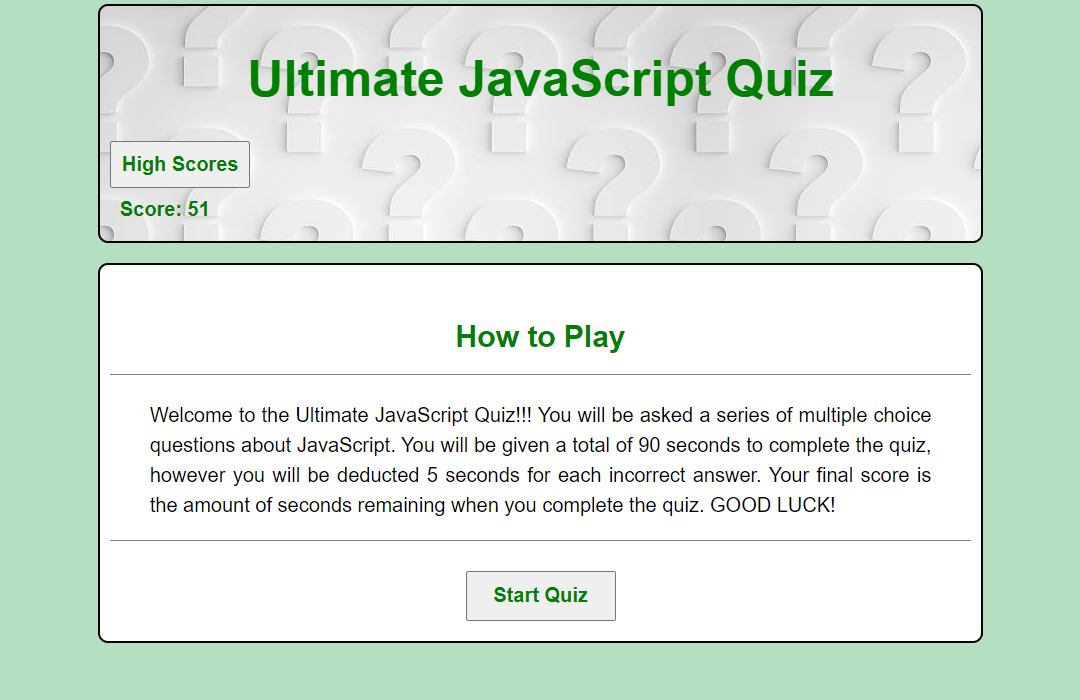 Ultimate JavaScript Quiz
High Scores
Score: 51
How to Play
Welcome to the Ultimate JavaScript Quiz!!! You will be asked a series of multiple choice
questions about JavaScript. You will be given a total of 90 seconds to complete the quiz,
however you will be deducted 5 seconds for each incorrect answer. Your final score is
the amount of seconds remaining when you complete the quiz. GOOD LUCK!
Start Quiz